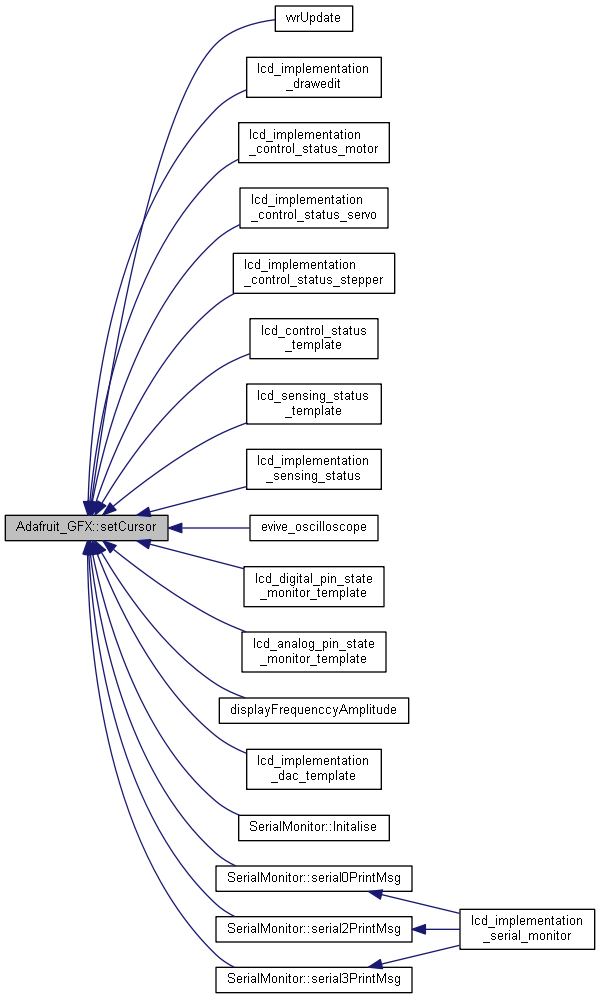 wrUpdate
lcd_implementation
_drawedit
lcd_implementation
_control_status_motor
lcd_implementation
_control_status_servo
lcd_implementation
_control_status_stepper
lcd_control_status
_template
lcd_sensing_status
_template
lcd_implementation
_sensing_status
Adafruit_GFX::setCursor
evive_oscilloscope
lcd_digital_pin_state
_monitor_template
lcd_analog_pin_state
_monitor_template
displayFrequenccyAmplitude
lcd_implementation
_dac_template
SerialMonitor::Initalise
SerialMonitor::serial0PrintMsg
lcd_implementation
_serial_monitor
SerialMonitor::serial2PrintMsg
SerialMonitor::serial3PrintMsg